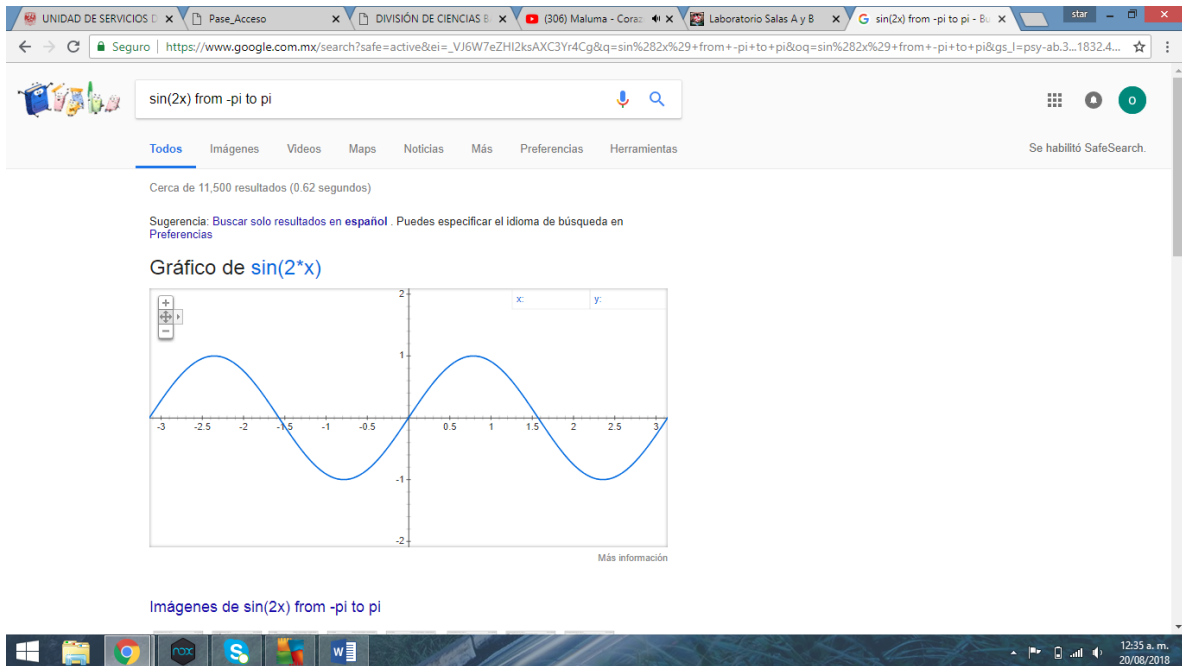 UNIDAD DE SERVICIOS D
Pase_Acceso
DIVISIÓN DE CIENCIAS B
(306) Maluma - Coraz
Laboratorio Salas A y B
sin(2x) from -pi to pi - Bu
star
Seguro
https://www.google.com.mx/search?safe=active&ei=_VJ6W7eZHI2ksAXC3Yr4Cg&q=sin%282x%29+from+-pi+to+pi&oq=sin%282x%29+from+-pi+to+pi&gs_l=psy-ab.3...1832.4...
sin(2x) from -pi to pi
O
Todos Imágenes Videos Maps Noticias Más Preferencias Herramientas
Se habilitó SafeSearch.
Cerca de 11,500 resultados (0.62 segundos)
Sugerencia: Buscar solo resultados en español . Puedes especificar el idioma de búsqueda en
Preferencias
Gráfico de sin(2*x)
x: y:
2
1
-3 -2.5 -2 -1.5 -1 -0.5 0.5 1 1.5 2 2.5 3
-1
-2
Más información
Imágenes de sin(2x) from -pi to pi
nox
S
W
12:35 a. m.
20/08/2018